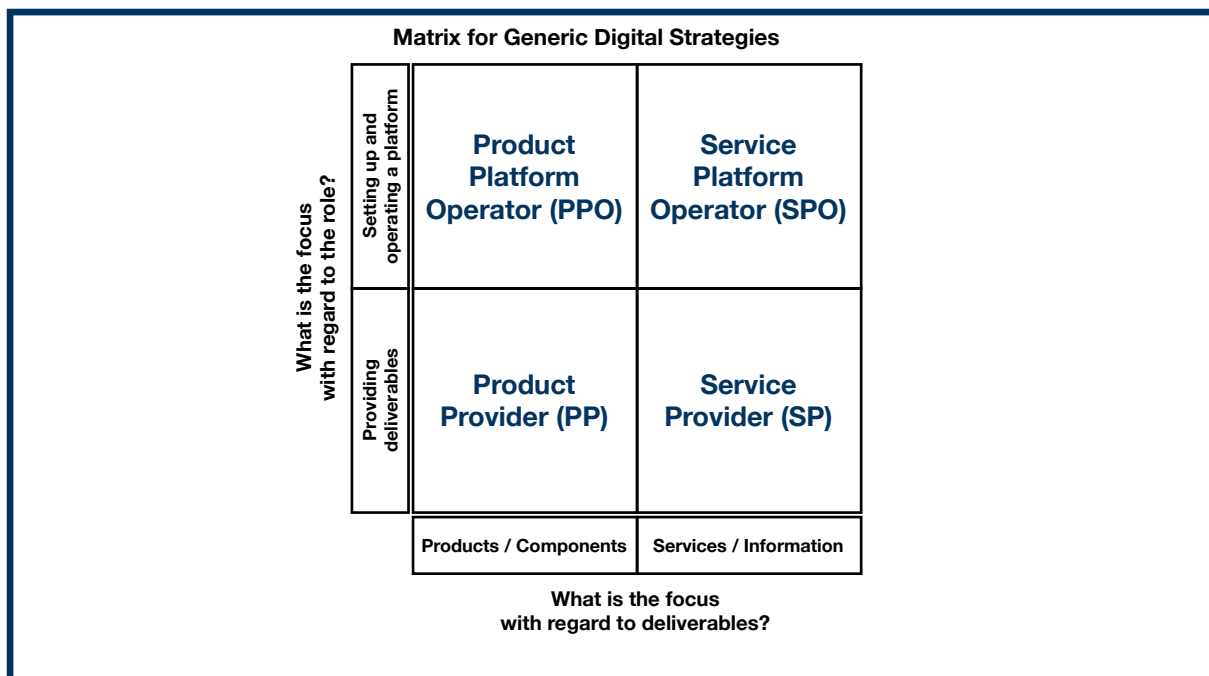 Matrix for Generic Digital Strategies
What is the focus
with regard to the role?
Setting up and
operating a platform
Product
Platform
Operator (PPO)
Service
Platform
Operator (SPO)
Providing
deliverables
Product
Provider (PP)
Service
Provider (SP)
Products / Components
Services / Information
What is the focus
with regard to deliverables?